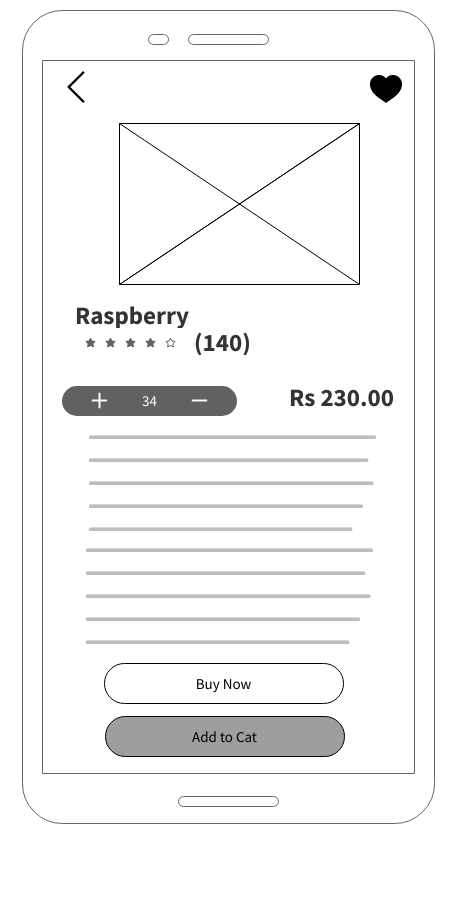 Raspberry
(140)
34
Rs 230.00
Buy Now
Add to Cat